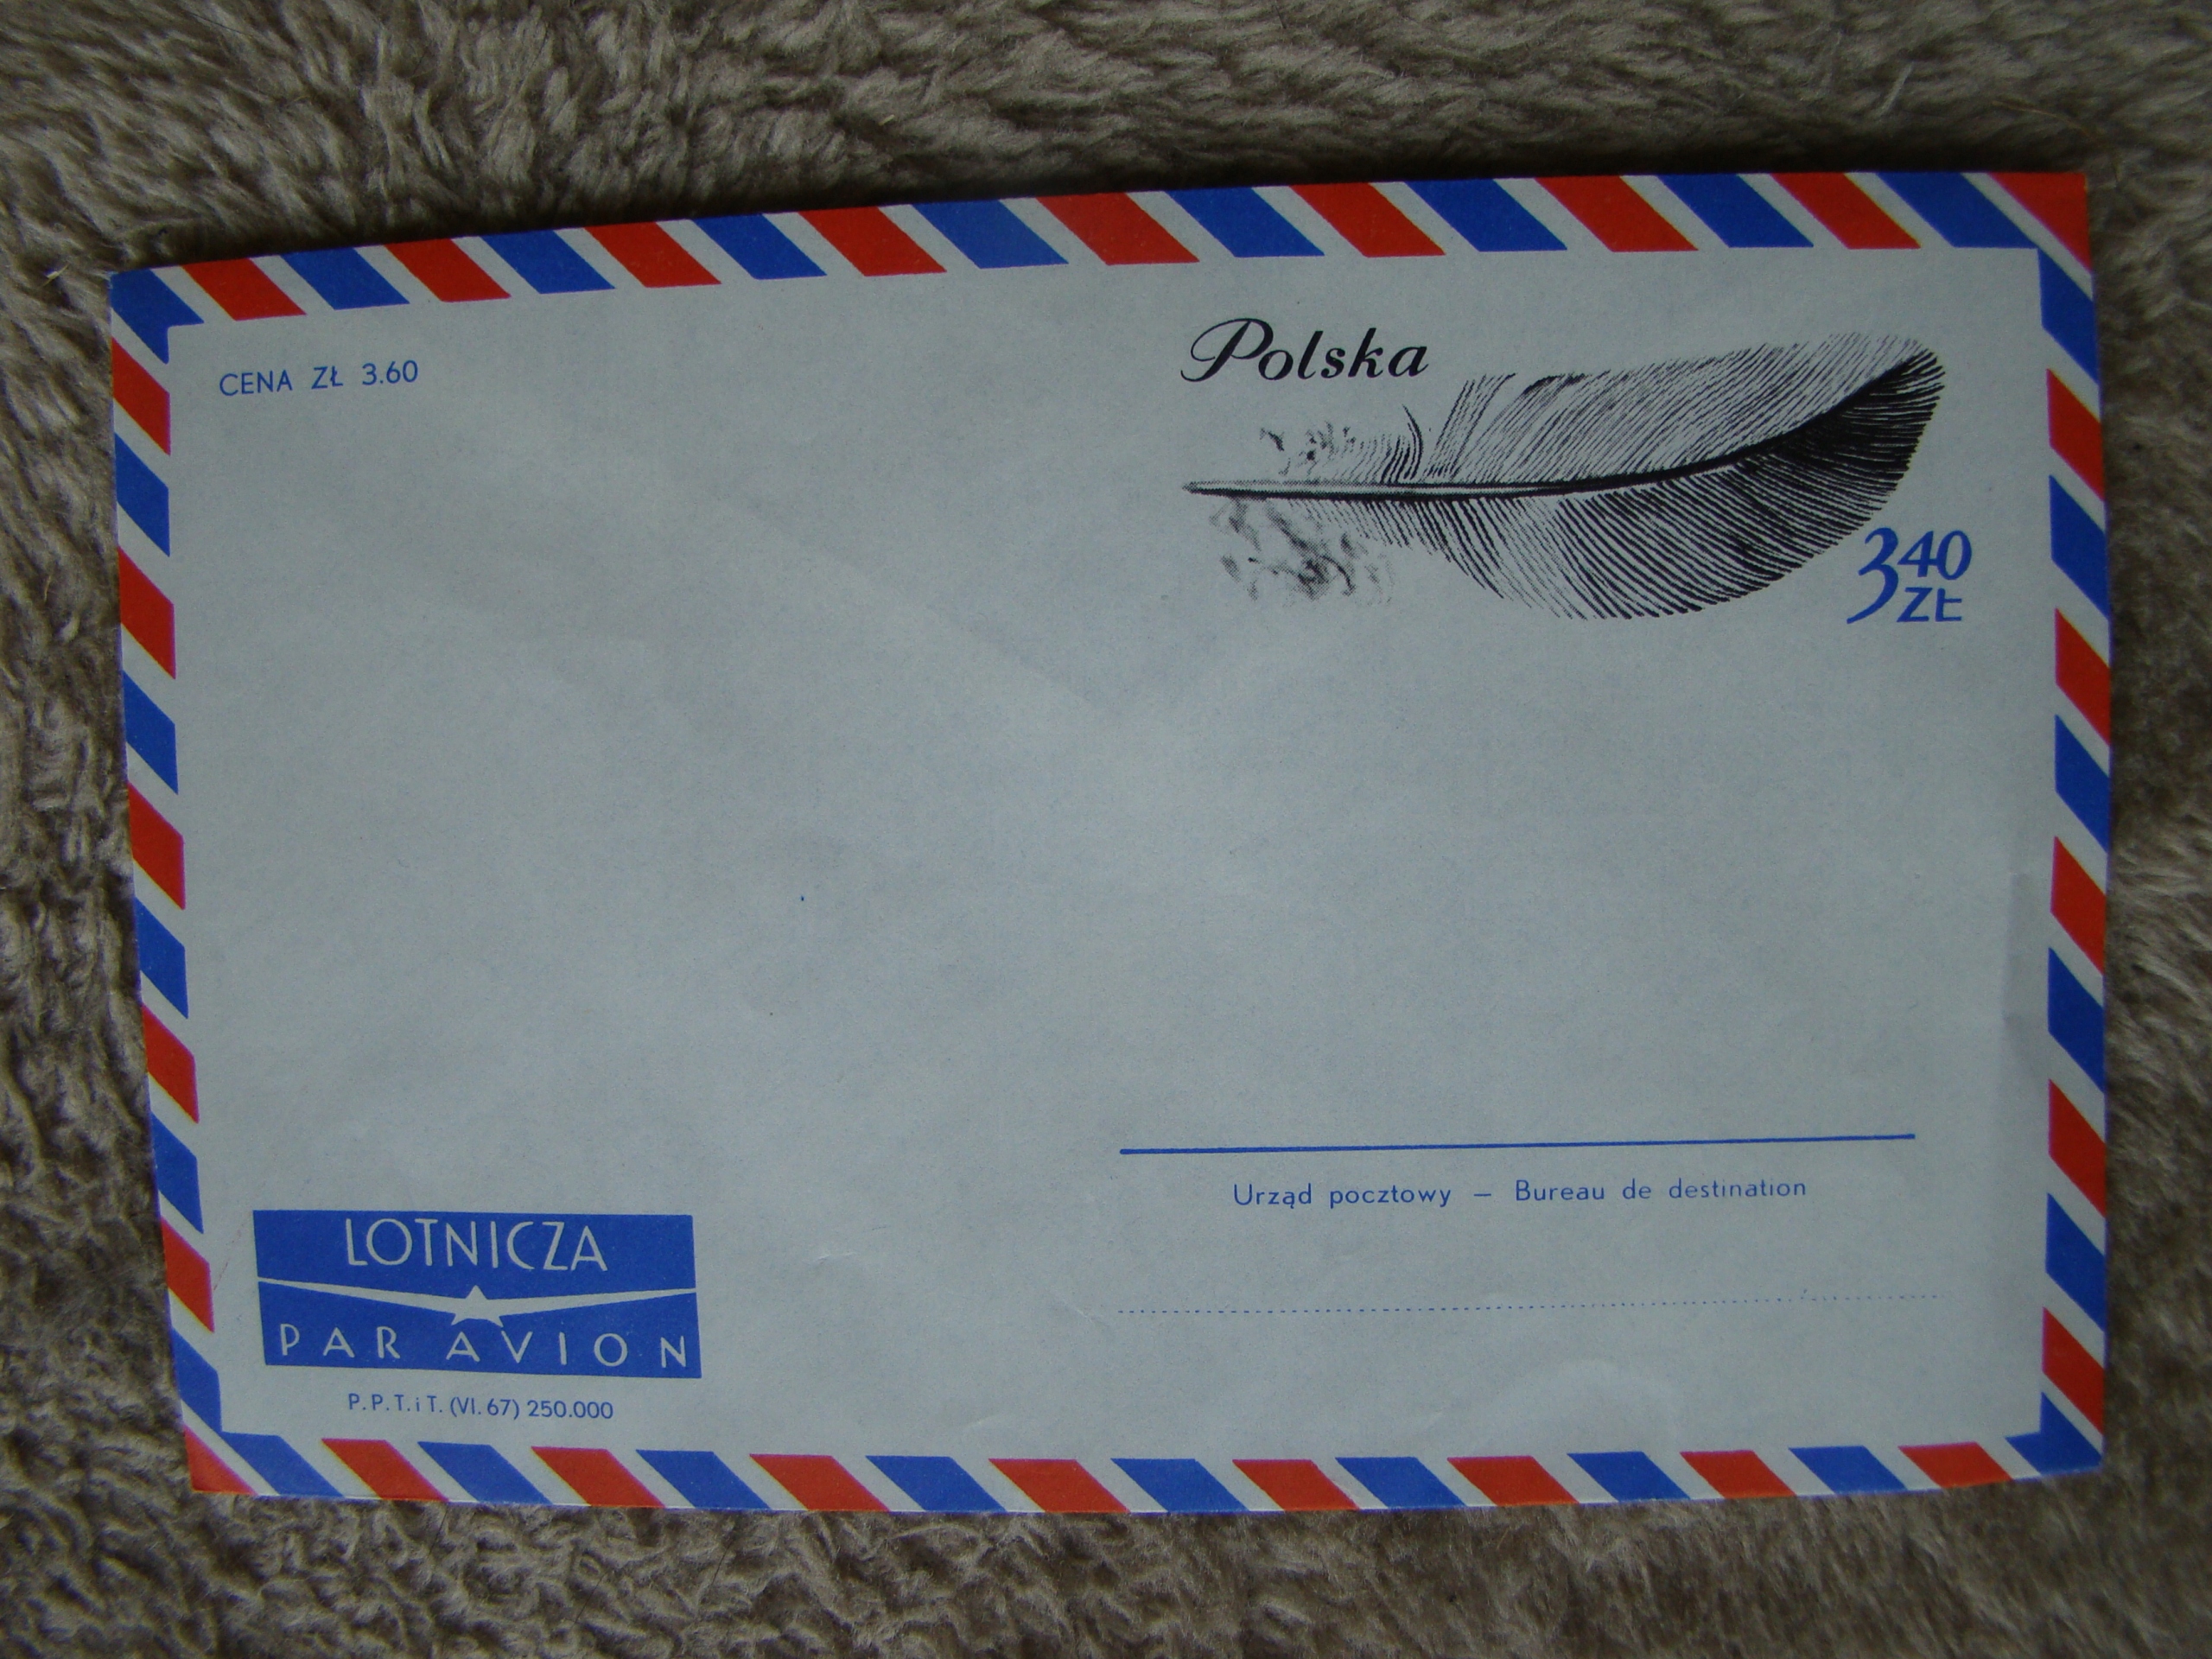 CENA ZŁ 3.60
Polska
3 40
ZŁ
Urząd pocztowy — Bureau de destination
LOTNICZA
PAR AVION
P.P.T.iT. (VI.67) 250.000